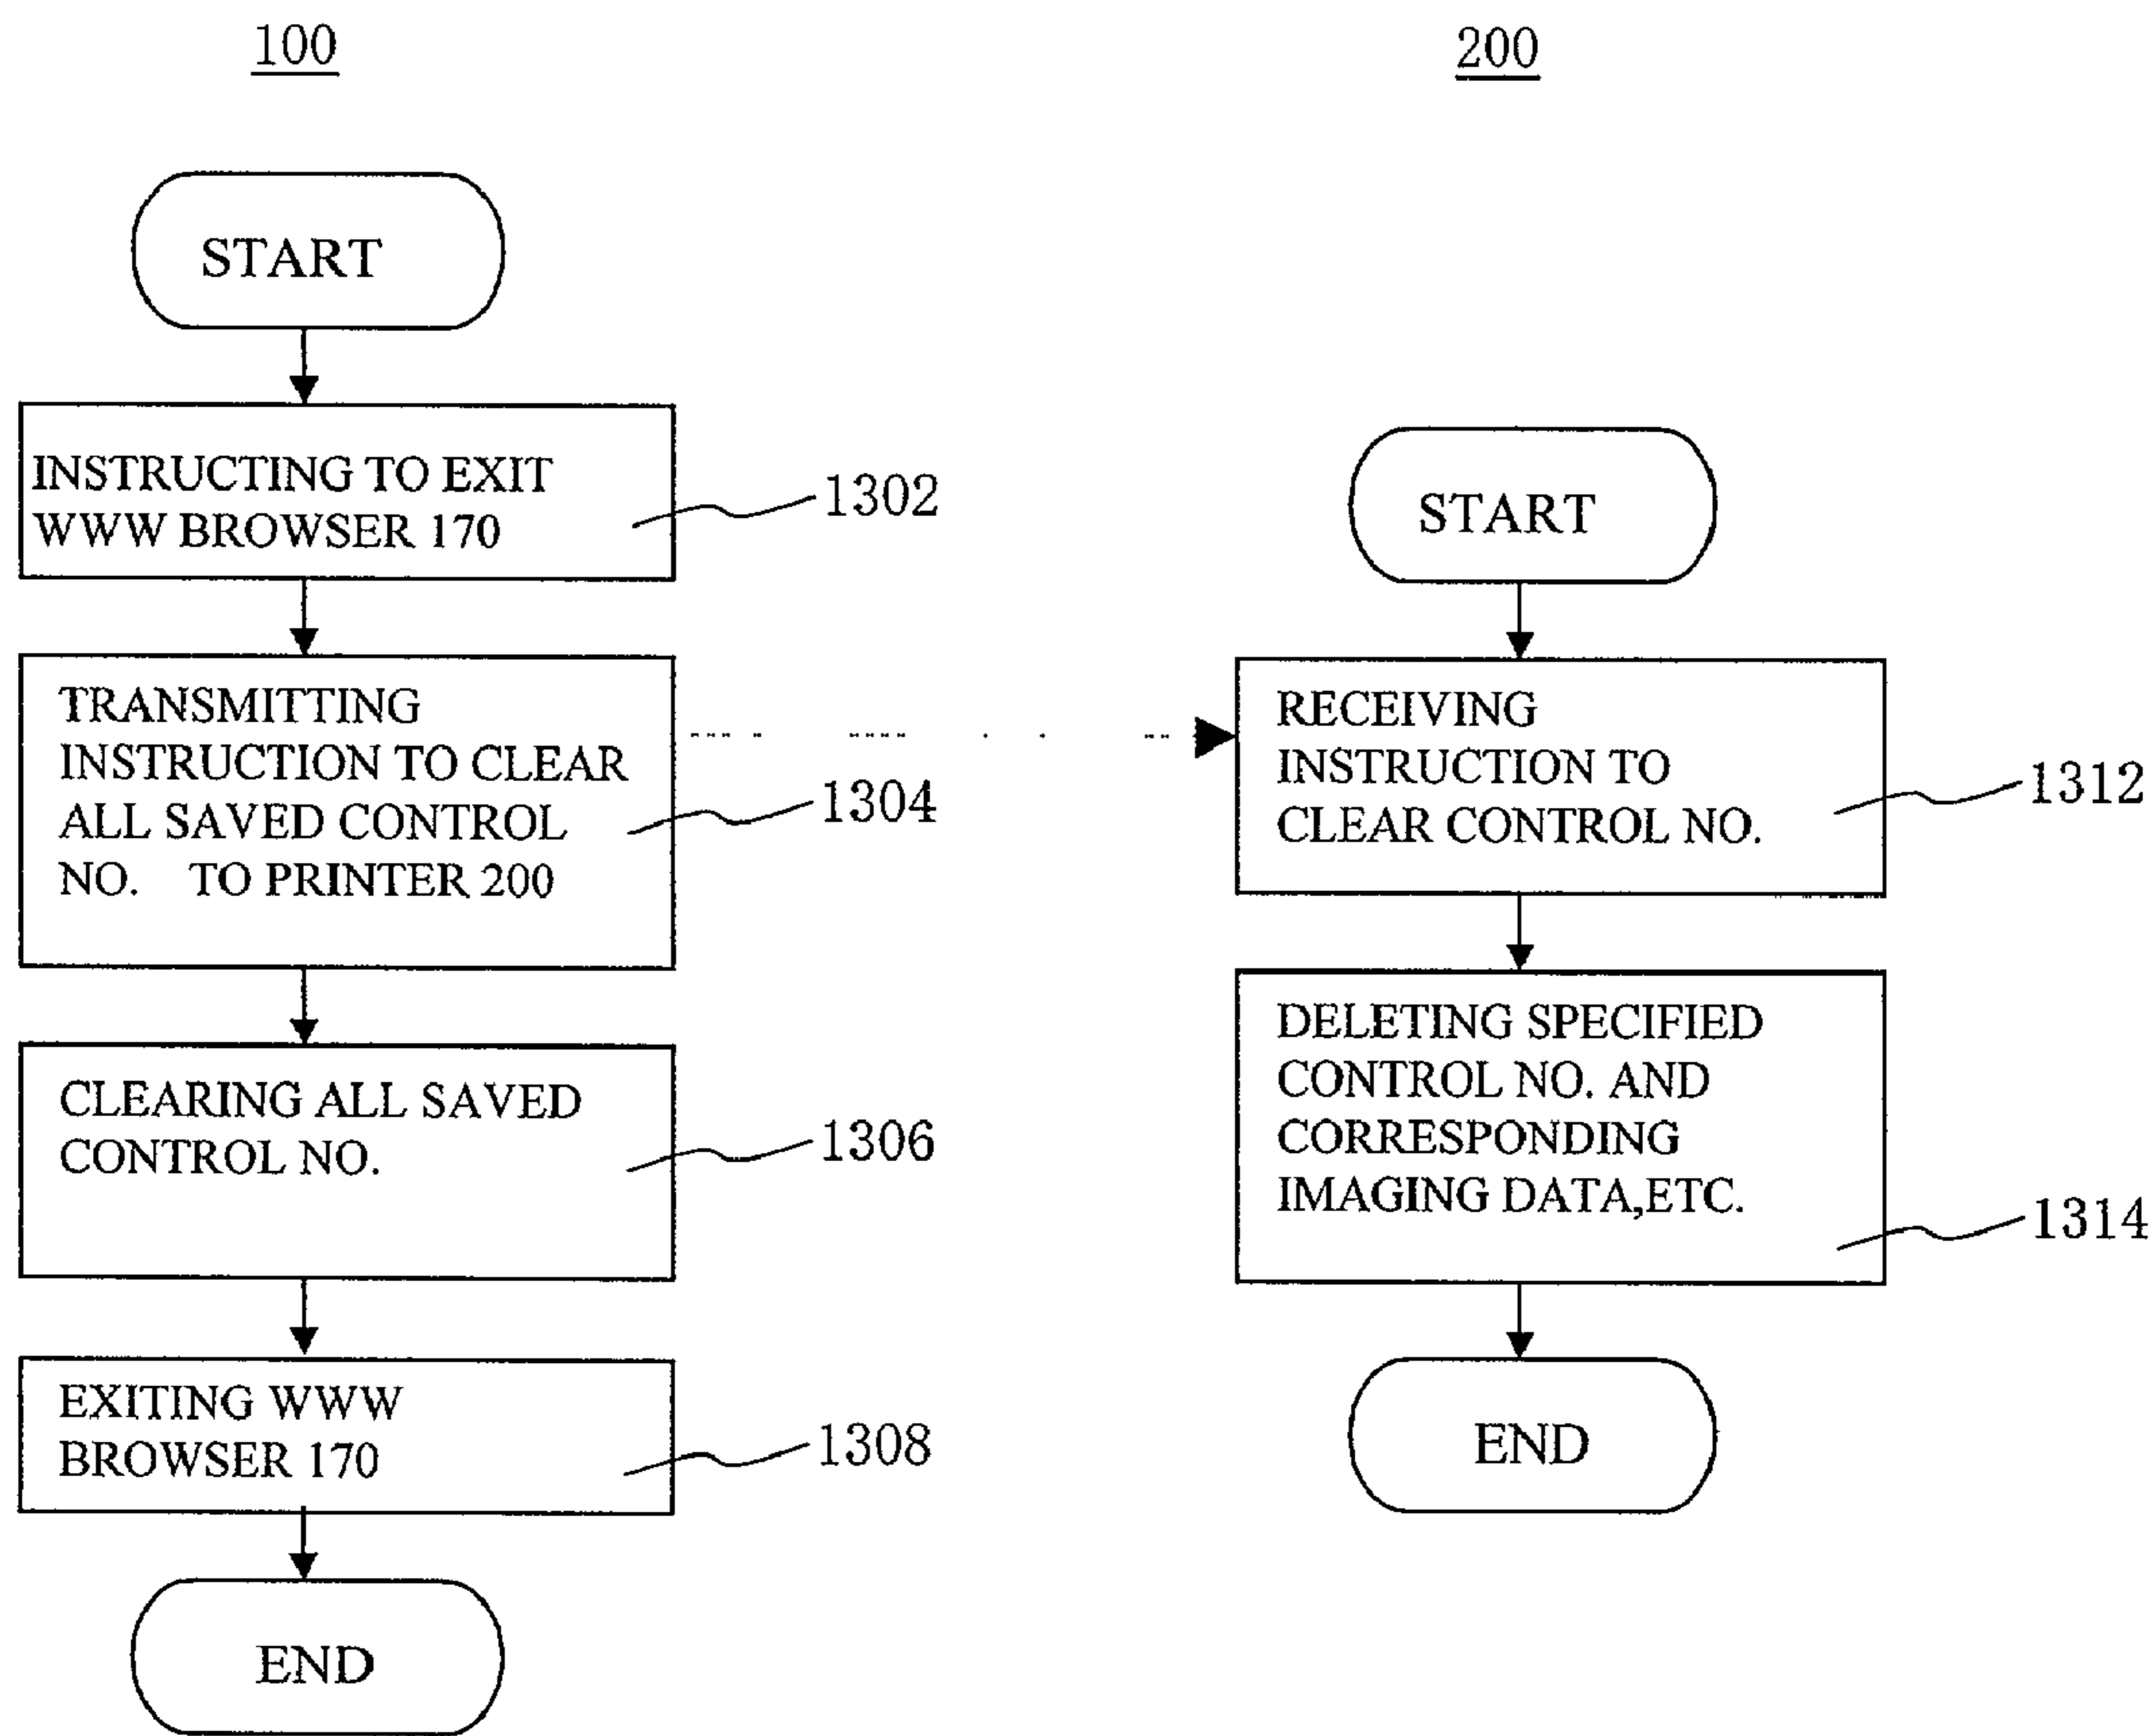 100
START
INSTRUCTING TO EXIT
WWW BROWSER 170
1302
TRANSMITTING
INSTRUCTION TO CLEAR
ALL SAVED CONTROL
NO. TO PRINTER 200
1304
CLEARING ALL SAVED
CONTROL NO.
1306
EXITING WWW
BROWSER 170
1308
END
200
START
RECEIVING
INSTRUCTION TO
CLEAR CONTROL NO.
1312
DELETING SPECIFIED
CONTROL NO. AND
CORRESPONDING
IMAGING DATA,ETC.
1314
END